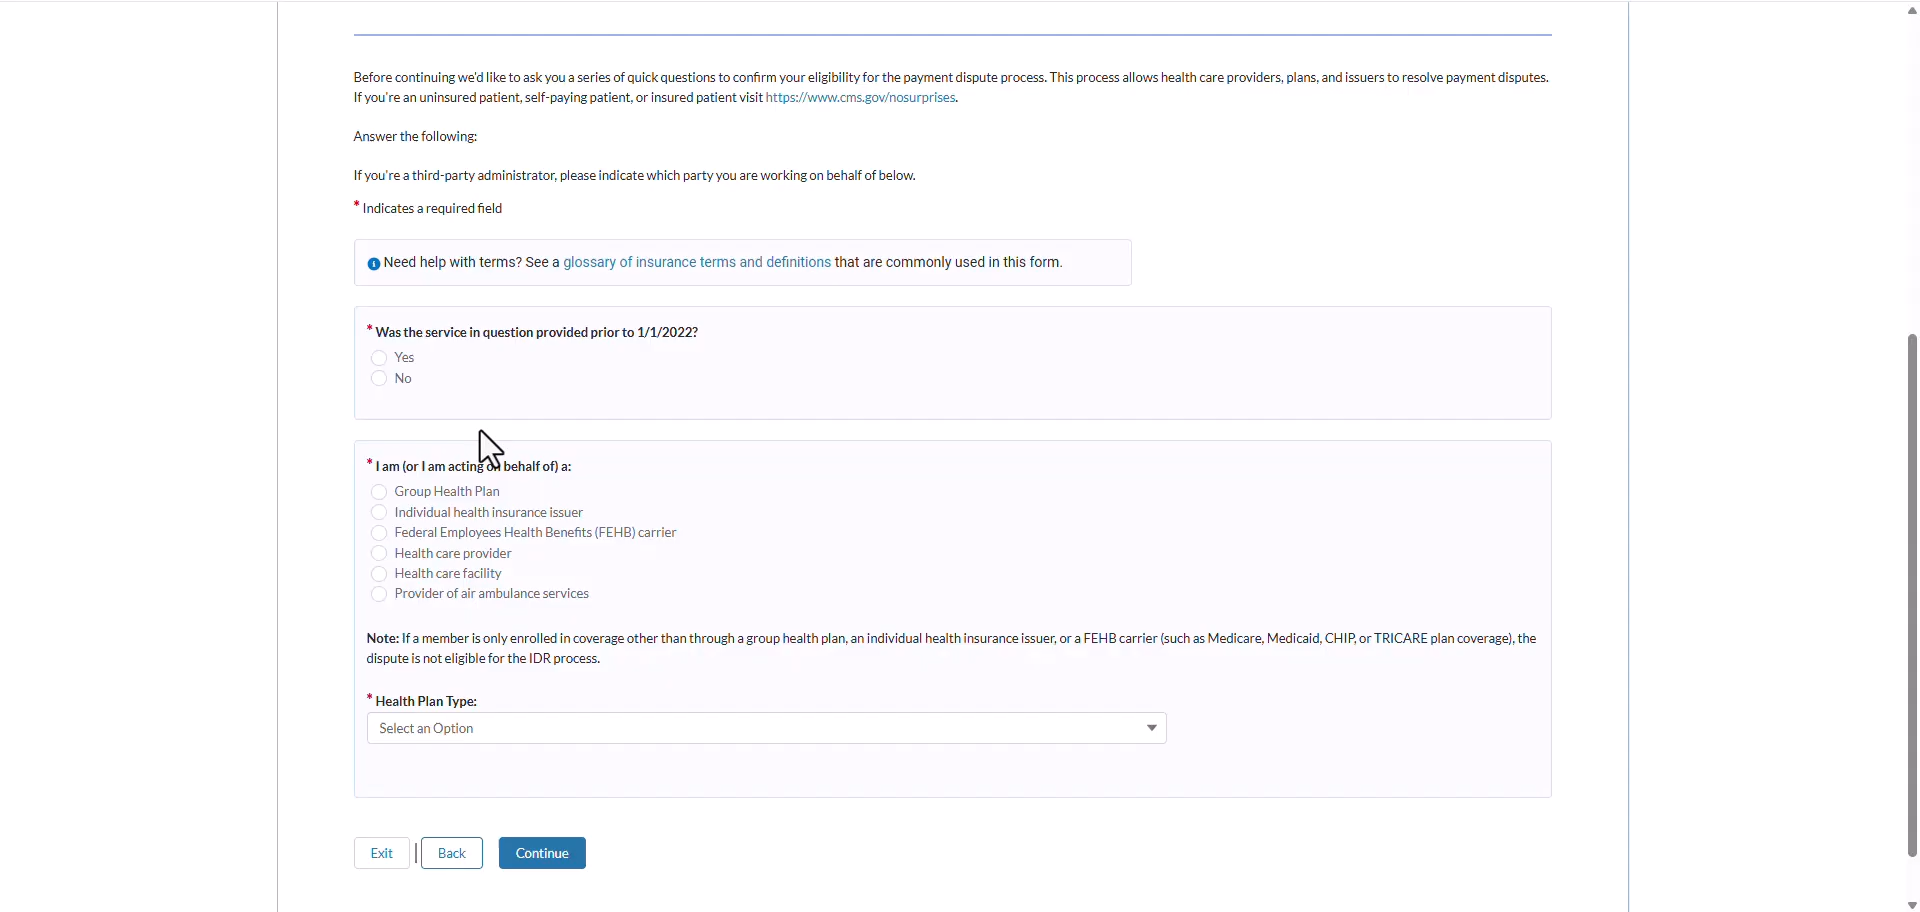 Before continuing we'd like to ask you a series of quick questions to confirm your eligibility for the payment dispute process. This process allows health care providers, plans, and issuers to resolve payment disputes.
If you're an uninsured patient, self-paying patient, or insured patient visit https://www.cms.gov/nosurprises.
Answer the following:
If you're a third-party administrator, please indicate which party you are working on behalf of below.
* Indicates a required field
Need help with terms? See a glossary of insurance terms and definitions that are commonly used in this form.
* Was the service in question provided prior to 1/1/2022?
Yes
No
* I am (or I am acting on behalf of) a:
Group Health Plan
Individual health insurance issuer
Federal Employees Health Benefits (FEHB) carrier
Health care provider
Health care facility
Provider of air ambulance services
Note: If a member is only enrolled in coverage other than through a group health plan, an individual health insurance issuer, or a FEHB carrier (such as Medicare, Medicaid, CHIP, or TRICARE plan coverage), the
dispute is not eligible for the IDR process.
* Health Plan Type:
Select an Option
Exit | Back Continue